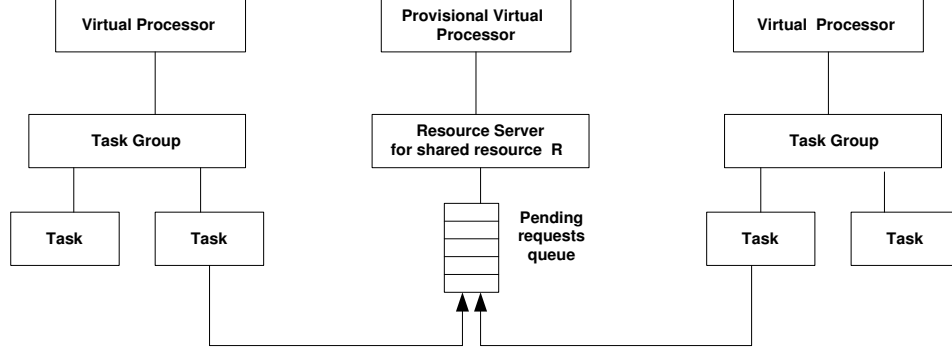 Virtual Processor
Provisional Virtual
Processor
Virtual Processor
Task Group
Resource Server
for shared resource R
Task Group
Task
Task
Pending
requests
queue
Task
Task